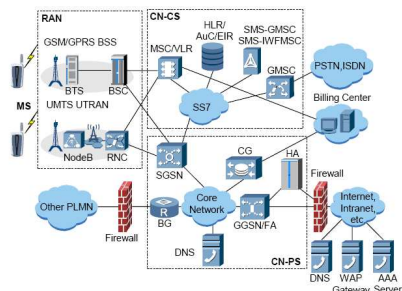 RAN
CN-CS
HLR/
AuC/EIR
SMS-GMSC
SMS-IWFMSC
GSM/GPRS BSS
MSC/VLR
PSTN,ISDN
BTS
BSC
GMSC
SS7
Billing Center
MS
UMTS UTRAN
NodeB
RNC
SGSN
CG
HA
Firewall
Other PLMN
Core
Network
Internet,
Intranet,
etc
R
BG
GGSN/FA
Firewall
DNS
CN-PS
DNS
WAP
Gateway
AAA
Server